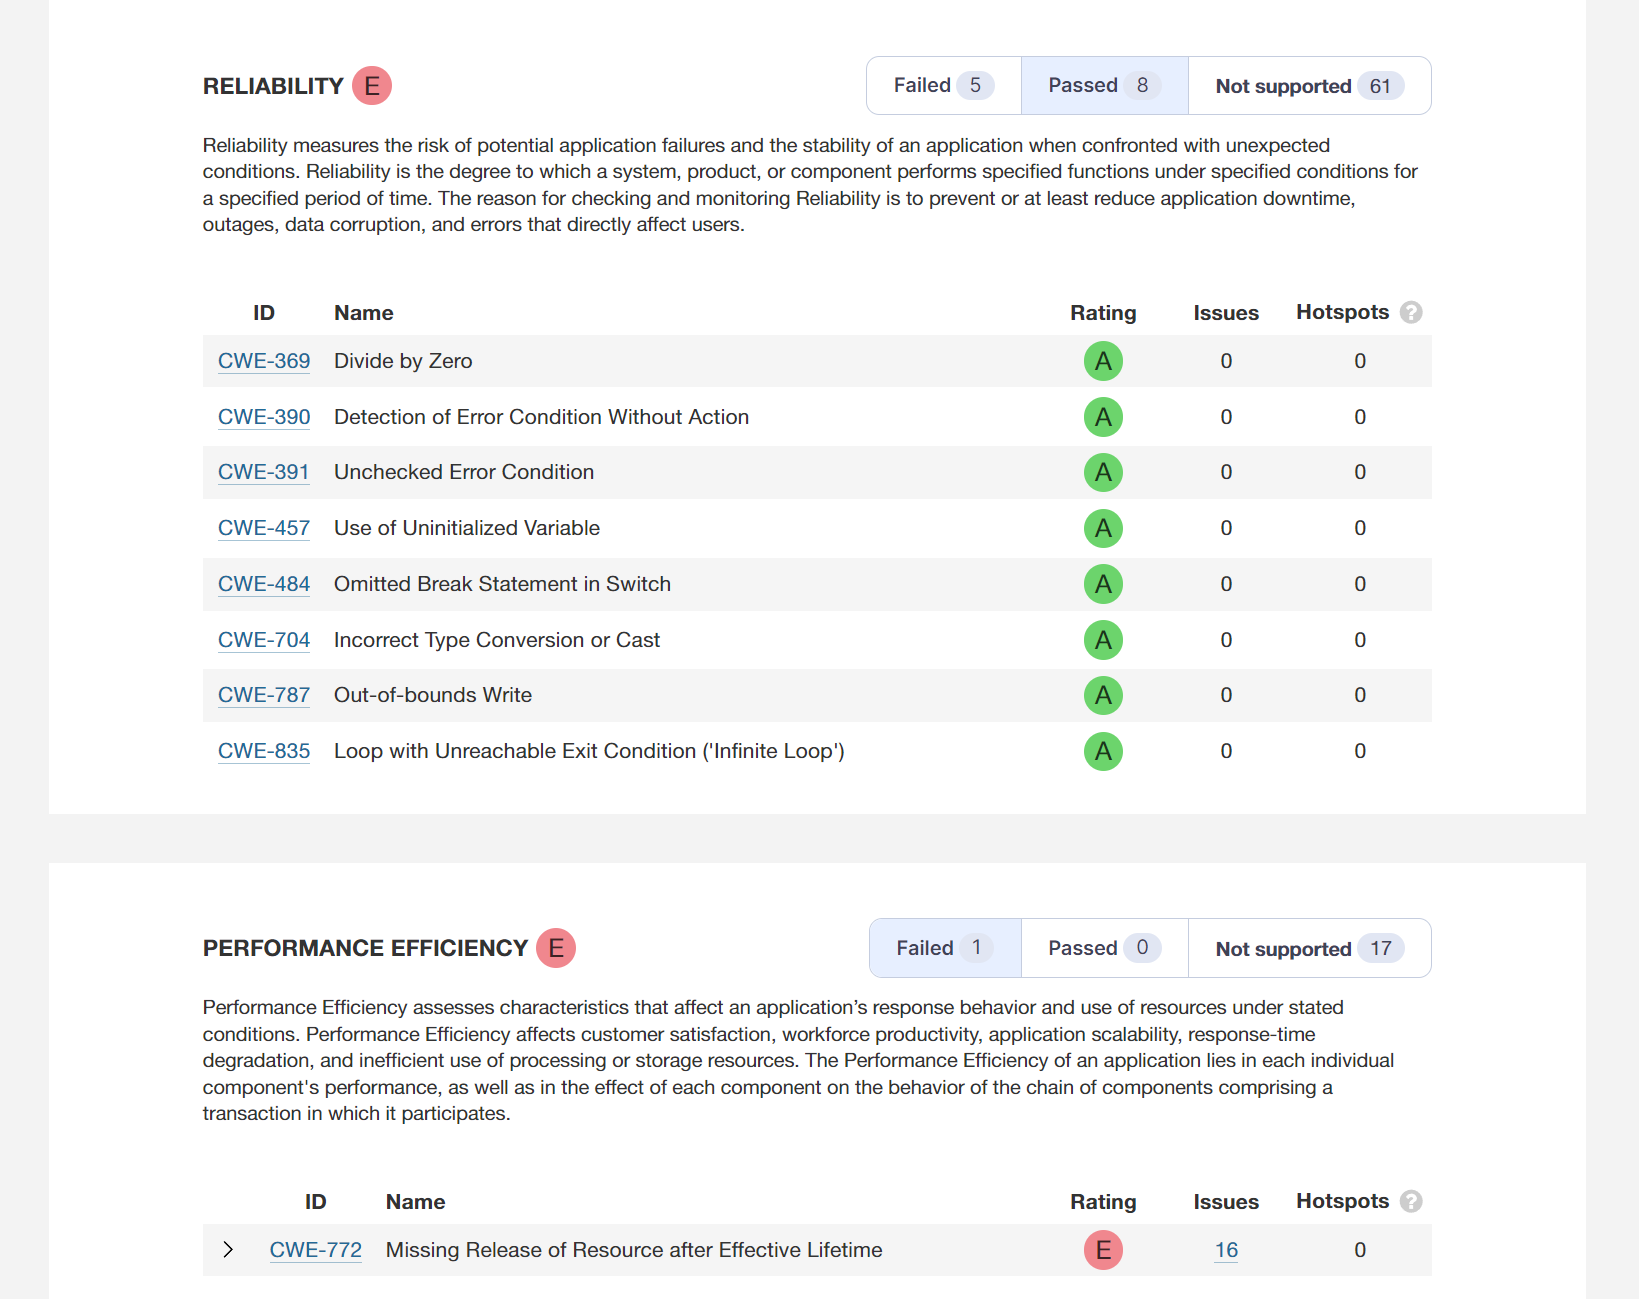 RELIABILITY E
Failed 5 Passed 8 Not supported 61
Reliability measures the risk of potential application failures and the stability of an application when confronted with unexpected
conditions. Reliability is the degree to which a system, product, or component performs specified functions under specified conditions for
a specified period of time. The reason for checking and monitoring Reliability is to prevent or at least reduce application downtime,
outages, data corruption, and errors that directly affect users.
ID Name Rating Issues Hotspots ?
CWE-369 Divide by Zero A 0 0
CWE-390 Detection of Error Condition Without Action A 0 0
CWE-391 Unchecked Error Condition A 0 0
CWE-457 Use of Uninitialized Variable A 0 0
CWE-484 Omitted Break Statement in Switch A 0 0
CWE-704 Incorrect Type Conversion or Cast A 0 0
CWE-787 Out-of-bounds Write A 0 0
CWE-835 Loop with Unreachable Exit Condition ('Infinite Loop') A 0 0
PERFORMANCE EFFICIENCY E
Failed 1 Passed 0 Not supported 17
Performance Efficiency assesses characteristics that affect an application’s response behavior and use of resources under stated
conditions. Performance Efficiency affects customer satisfaction, workforce productivity, application scalability, response-time
degradation, and inefficient use of processing or storage resources. The Performance Efficiency of an application lies in each individual
component's performance, as well as in the effect of each component on the behavior of the chain of components comprising a
transaction in which it participates.
ID Name Rating Issues Hotspots ?
CWE-772 Missing Release of Resource after Effective Lifetime E 16 0